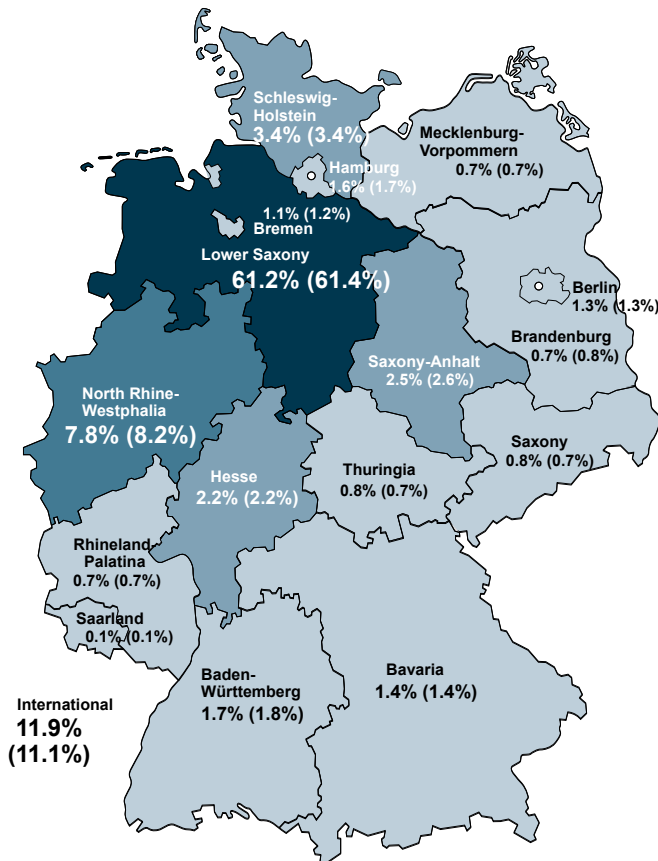 Schleswig-
Holstein
3.4% (3.4%)
Mecklenburg-
Vorpommern
0.7% (0.7%)
Hamburg
1.6% (1.7%)
1.1% (1.2%)
Bremen
Lower Saxony
61.2% (61.4%)
Berlin
1.3% (1.3%)
Brandenburg
0.7% (0.8%)
Saxony-Anhalt
2.5% (2.6%)
North Rhine-
Westphalia
7.8% (8.2%)
Saxony
0.8% (0.7%)
Hesse
2.2% (2.2%)
Thuringia
0.8% (0.7%)
Rhineland-
Palatina
0.7% (0.7%)
Saarland
0.1% (0.1%)
Baden-
Württemberg
1.7% (1.8%)
Bavaria
1.4% (1.4%)
International
11.9%
(11.1%)